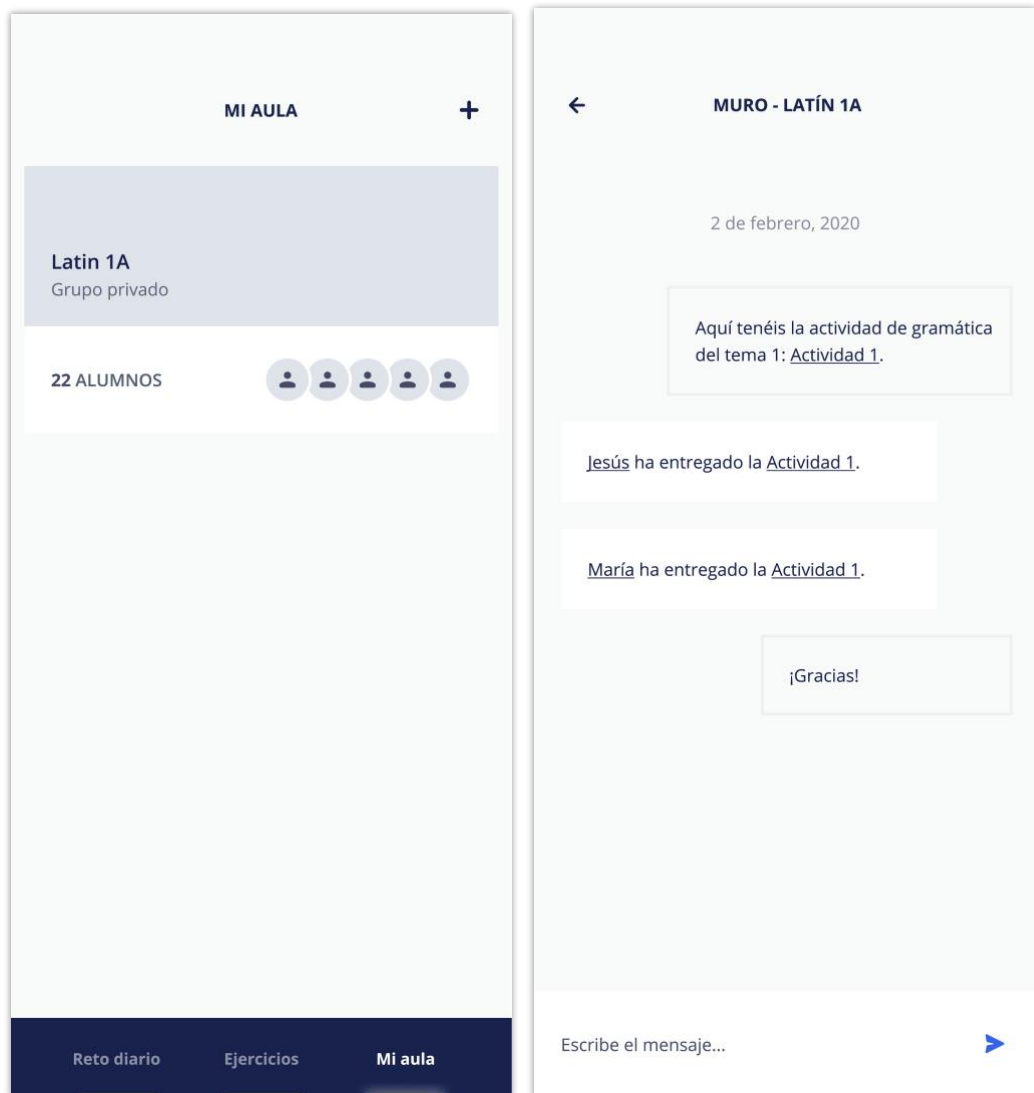 MI AULA
+
Latin 1A
Grupo privado
22 ALUMNOS
Reto diario
Ejercicios
Mi aula
MURO - LATÍN 1A
2 de febrero, 2020
Aquí tenéis la actividad de gramática
del tema 1: Actividad 1.
Jesús ha entregado la Actividad 1.
María ha entregado la Actividad 1.
¡Gracias!
Escribe el mensaje...